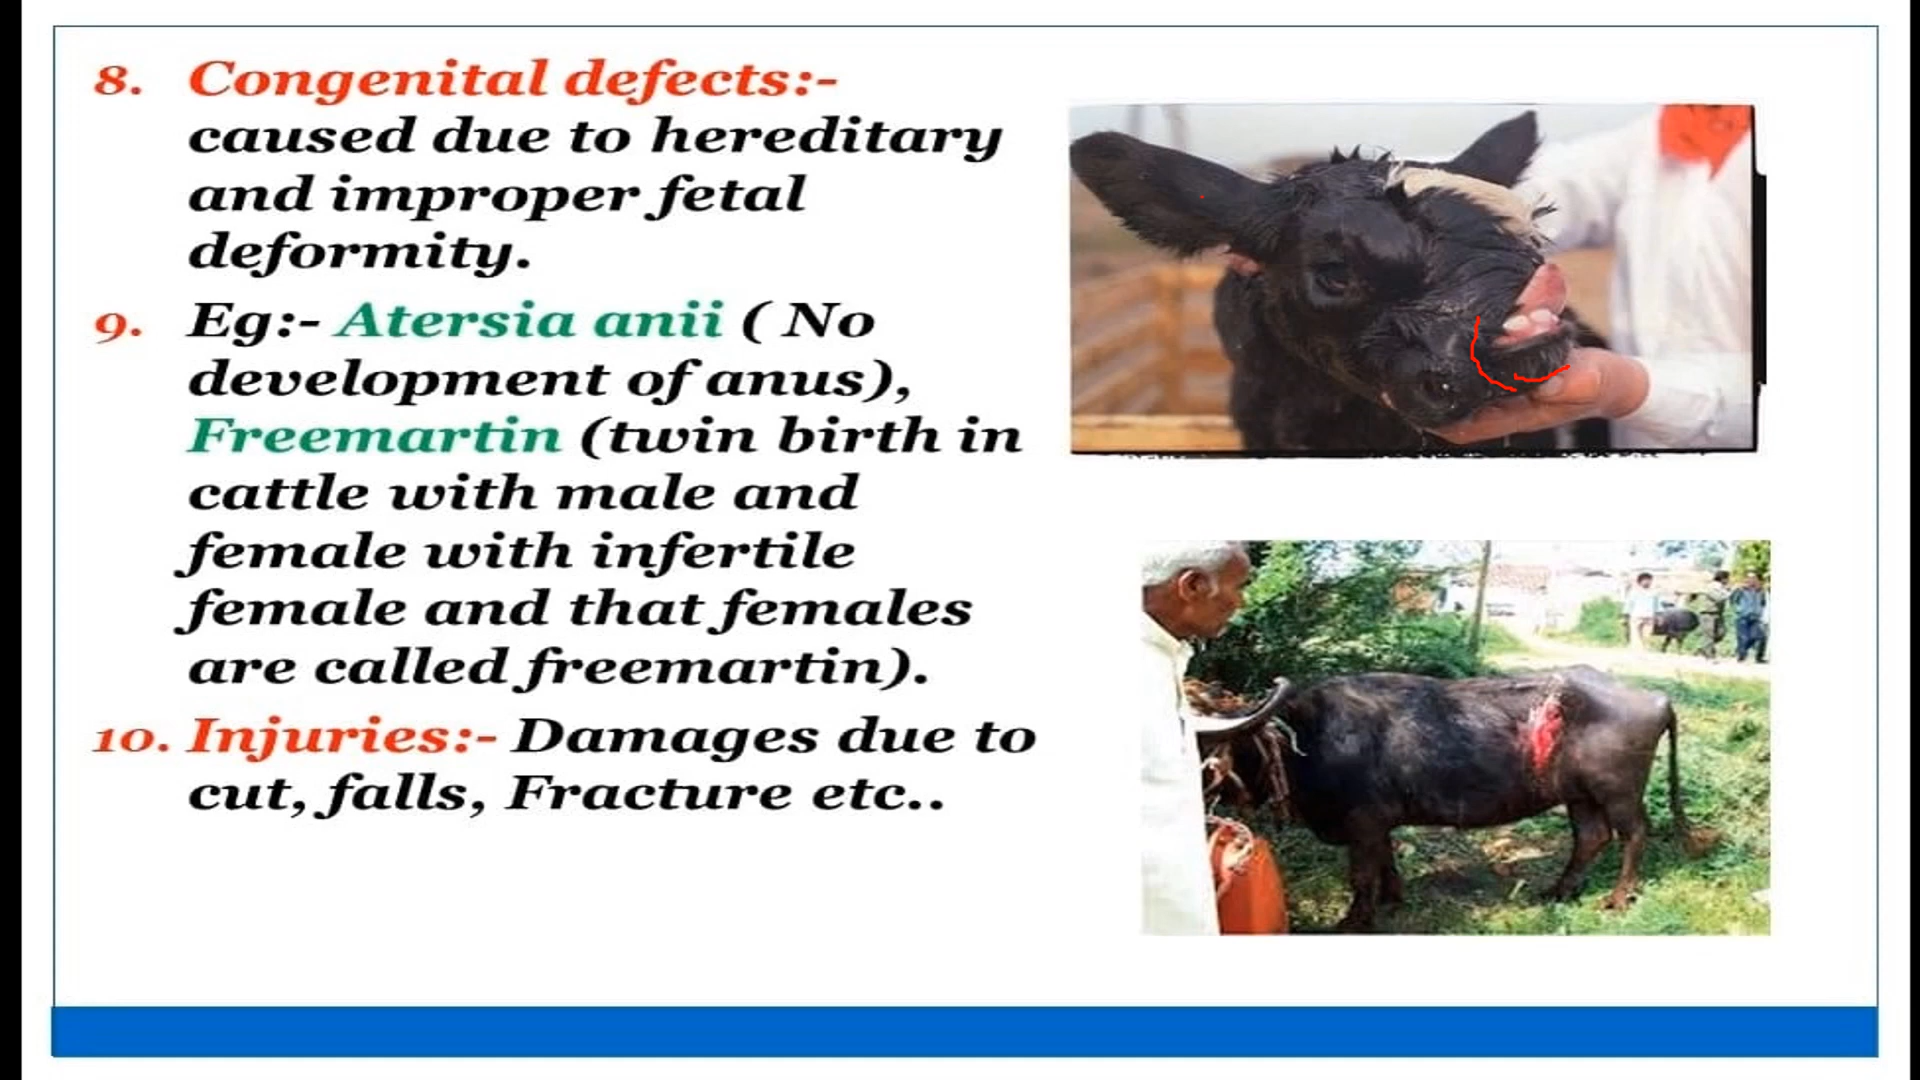 8. Congenital defects:-
caused due to hereditary
and improper fetal
deformity.
9. Eg:- Atersia anii ( No
development of anus),
Freemartin (twin birth in
cattle with male and
female with infertile
female and that females
are called freemartin).
10. Injuries:- Damages due to
cut, falls, Fracture etc..